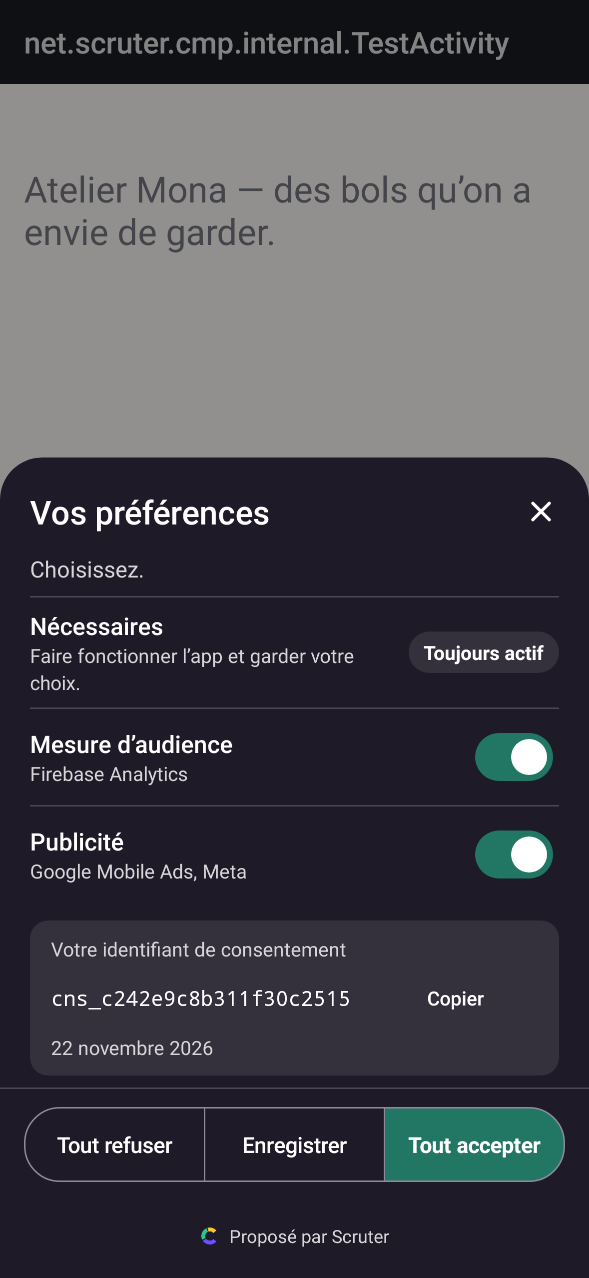 net.scruter.cmp.internal.TestActivity
Atelier Mona — des bols qu’on a
envie de garder.
Vos préférences
Choisissez.
Nécessaires
Faire fonctionner l’app et garder votre
choix.
Toujours actif
Mesure d’audience
Firebase Analytics
Publicité
Google Mobile Ads, Meta
Votre identifiant de consentement
cns_c242e9c8b311f30c2515
Copier
22 novembre 2026
Tout refuser
Enregistrer
Tout accepter
Proposé par Scruter